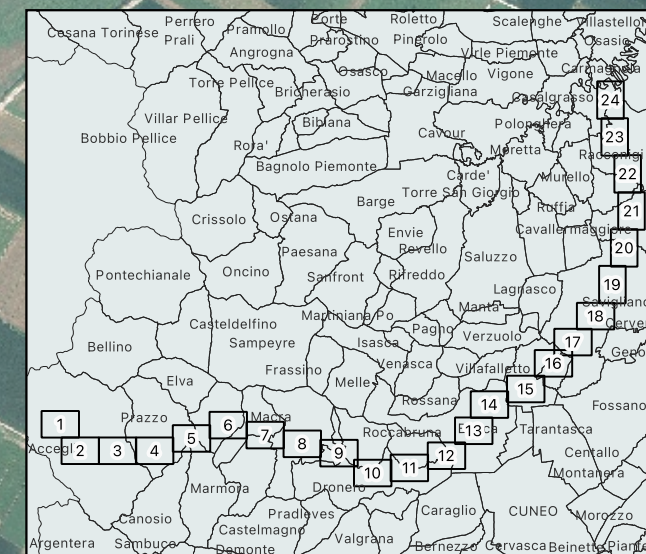 Perrero
Porte
Roletto
Scalenghe
Villastellon
Cesana Torinese
Prali
Pramollo
Prarostino
Pinerolo
Osasio
Angrogna
Virle Piemonte
Osasco
Macello
Vigone
Carmagnola
Torre Pellice
Bricherasio
Garzigliana
Casalgrasso
24
Villar Pellice
Bibiana
Cavour
Polonghera
23
Bobbio Pellice
Rora'
Moretta
Racconigi
Bagnolo Piemonte
Carde'
Murello
22
Torre San Giorgio
Barge
Ruffia
21
Crissolo
Ostana
Envie
Cavallermaggiore
Paesana
Revello
Saluzzo
20
Pontechianale
Oncino
Sanfront
Rifreddo
Lagnasco
19
Manta
Savigliano
Casteldelfino
Martiniana Po
Pagno
Verzuolo
18
Cerver
Bellino
Sampeyre
Isasca
17
Geno
Frassino
Venasca
Villafalletto
16
Elva
Melle
15
Rossana
14
Fossano
1
Prazzo
6
Macra
Roccabruna
13
Tarantasca
Accegl
2
3
4
5
7
8
9
10
11
12
Centallo
Montanera
Marmora
Dronero
Canosio
Pradleves
Caraglio
CUNEO
Morozzo
Castelmagno
Argentera
Sambuco
Demonte
Valgrana
Bernezzo
Cervasca
Beinette